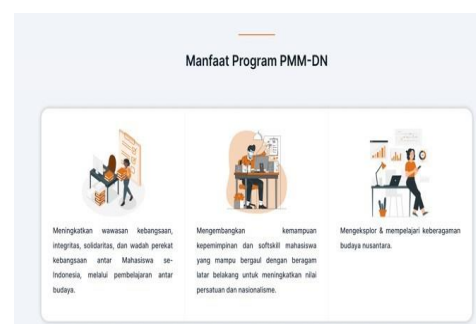 Manfaat Program PMM-DN
Meningkatkan wawasan kebangsaan,
integritas, solidaritas, dan wadah perekat
kebangsaan antar Mahasiswa se-
Indonesia, melalui pembelajaran antar
budaya.
Mengembangkan kemampuan
kepemimpinan dan softskill mahasiswa
yang mampu bergaul dengan beragam
latar belakang untuk meningkatkan nilai
persatuan dan nasionalisme.
Mengeksplor & mempelajari keberagaman
budaya nusantara.